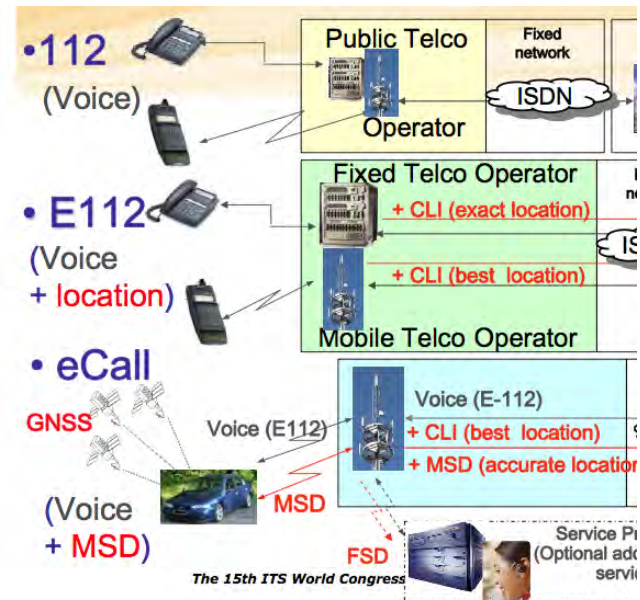 •112
(Voice)
Public Telco
Operator
Fixed
network
ISDN
• E112
(Voice
+ location)
Fixed Telco Operator
+ CLI (exact location)
+ CLI (best location)
Mobile Telco Operator
• eCall
GNSS
(Voice
+ MSD)
Voice (E112)
MSD
Voice (E-112)
+ CLI (best location)
+ MSD (accurate location
FSD
Service Pr
(Optional add
servic
The 15th ITS World Congress